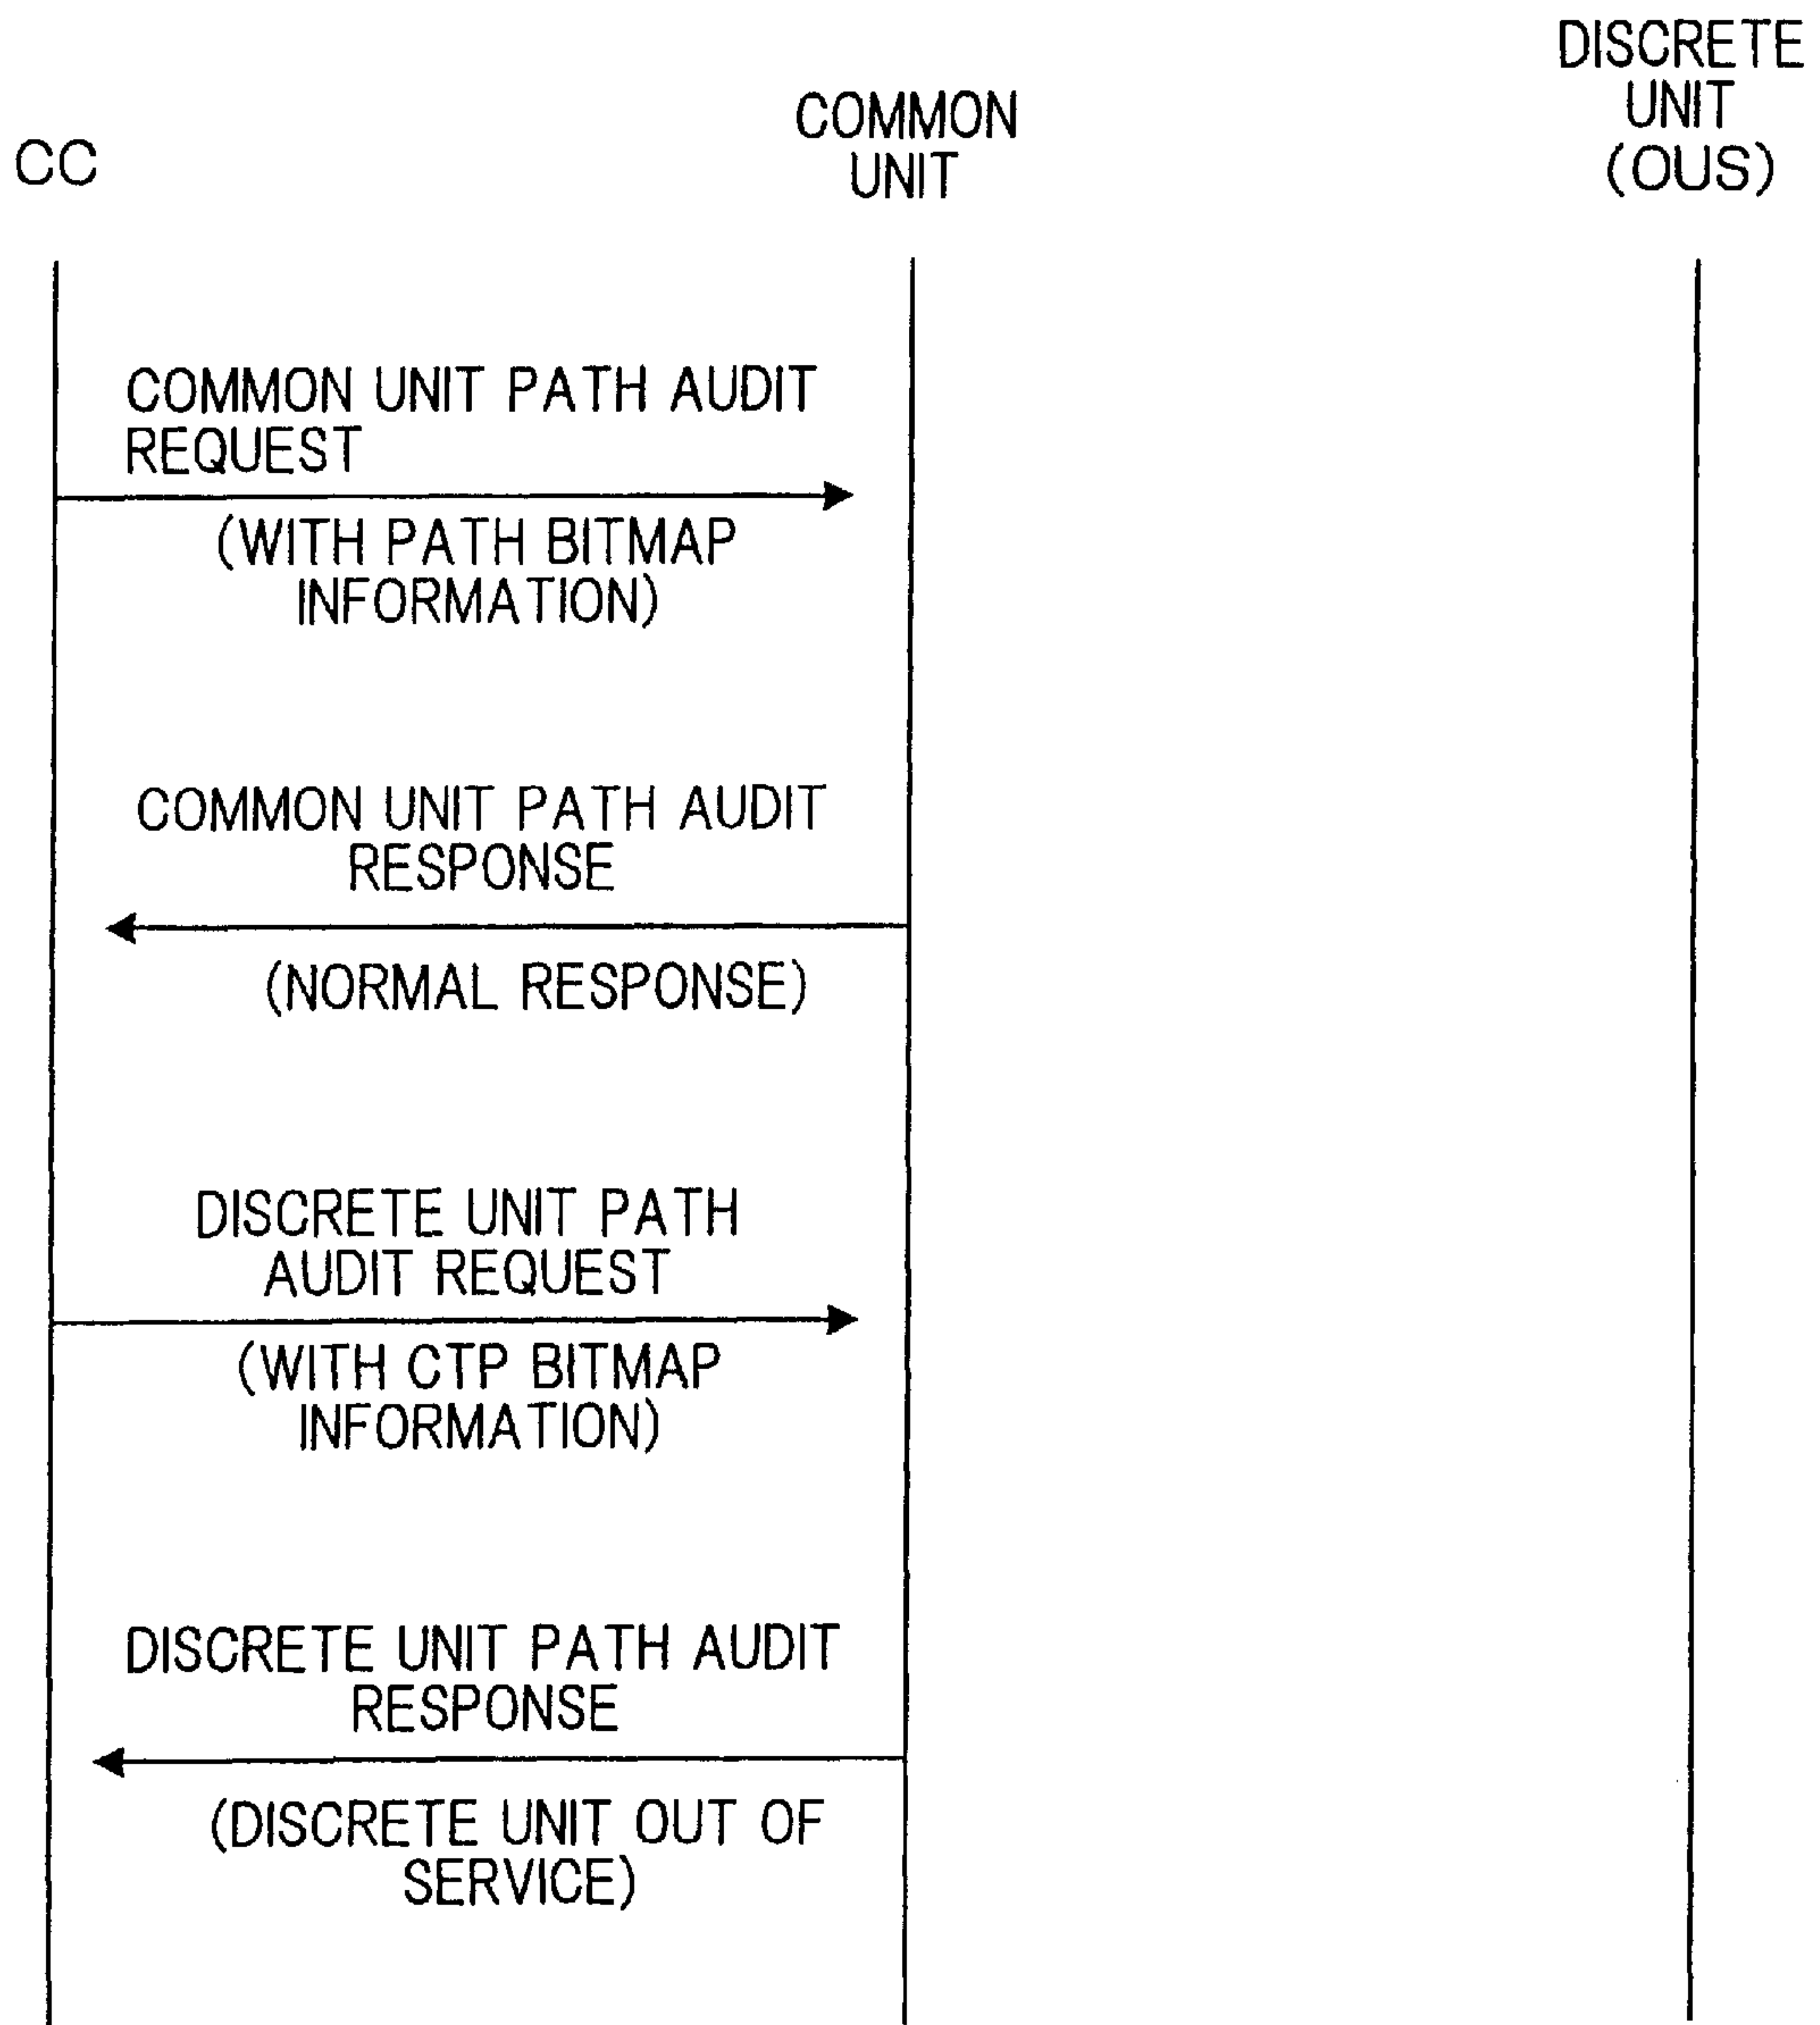 CC
COMMON
UNIT
DISCRETE
UNIT
(OUS)
COMMON UNIT PATH AUDIT
REQUEST
(WITH PATH BITMAP
INFORMATION)
COMMON UNIT PATH AUDIT
RESPONSE
(NORMAL RESPONSE)
DISCRETE UNIT PATH
AUDIT REQUEST
(WITH CTP BITMAP
INFORMATION)
DISCRETE UNIT PATH AUDIT
RESPONSE
(DISCRETE UNIT OUT OF
SERVICE)